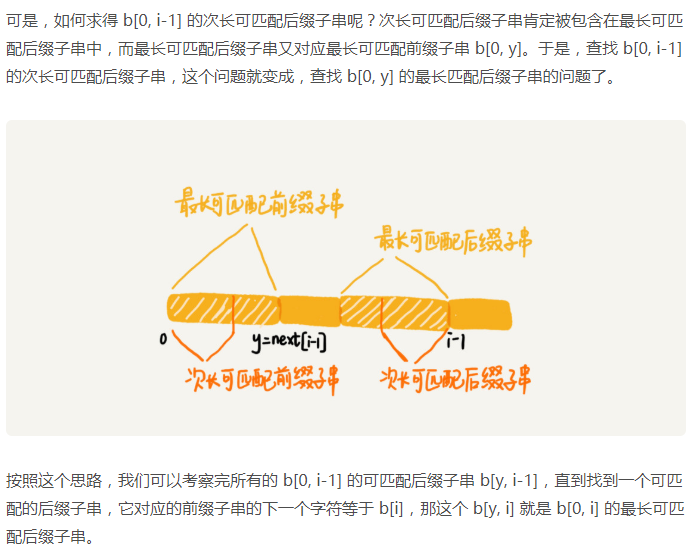 可是，如何求得 b[0, i-1] 的次长可匹配后缀子串呢？次长可匹配后缀子串肯定被包含在最长可匹
配后缀子串中，而最长可匹配后缀子串又对应最长可匹配前缀子串 b[0, y]。于是，查找 b[0, i-1]
的次长可匹配后缀子串，这个问题就变成，查找 b[0, y] 的最长匹配后缀子串的问题了。
最长可匹配前缀子串
最长可匹配后缀子串
0
y=next[i-1]
i-1
次长可匹配前缀子串
次长可匹配后缀子串
按照这个思路，我们可以考察完所有的 b[0, i-1] 的可匹配后缀子串 b[y, i-1]，直到找到一个可匹
配的后缀子串，它对应的前缀子串的下一个字符等于 b[i]，那这个 b[y, i] 就是 b[0, i] 的最长可匹
配后缀子串。